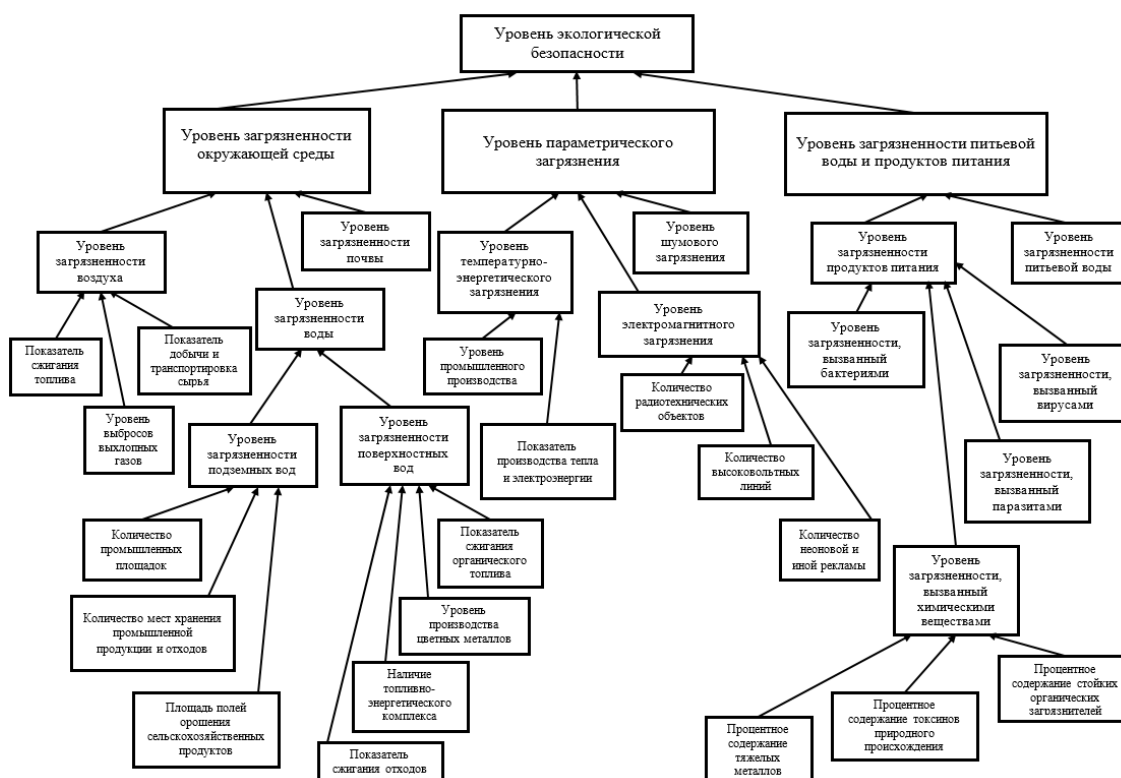 Уровень экологической
безопасности
Уровень загрязненности
окружающей среды
Уровень параметрического
загрязнения
Уровень загрязненности питьевой
воды и продуктов питания
Уровень
загрязненности
воздуха
Уровень
загрязненности
почвы
Уровень
температурно-
энергетического
загрязнения
Уровень
шумового
загрязнения
Уровень
загрязненности
продуктов питания
Уровень
загрязненности
питьевой воды
Уровень
загрязненности
воды
Уровень
электромагнитного
загрязнения
Показатель
сжигания
топлива
Показатель
добычи и
транспортировка
сырья
Уровень
промышленного
производства
Уровень
загрязненности,
вызванный
бактериями
Уровень
загрязненности,
вызванный
вирусами
Количество
радиотехнических
объектов
Уровень
выбросов
выхлопных
газов
Уровень
загрязненности
подземных вод
Уровень
загрязненности
поверхностных
вод
Показатель
производства тепла
и электроэнергии
Количество
высоковольтных
линий
Уровень
загрязненности,
вызванный
паразитами
Количество
промышленных
площадок
Показатель
сжигания
органического
топлива
Количество
неоновой и
иной рекламы
Уровень
загрязненности,
вызванный
химическими
веществами
Количество мест хранения
промышленной
продукции и отходов
Уровень
производства
цветных металлов
Наличие
топливно-
энергетического
комплекса
Процентное
содержание стойких
органических
загрязнителей
Площадь полей
орошения
сельскохозяйственных
продуктов
Процентное
содержание токсинов
природного
происхождения
Показатель
сжигания отходов
Процентное
содержание
тяжелых
металлов